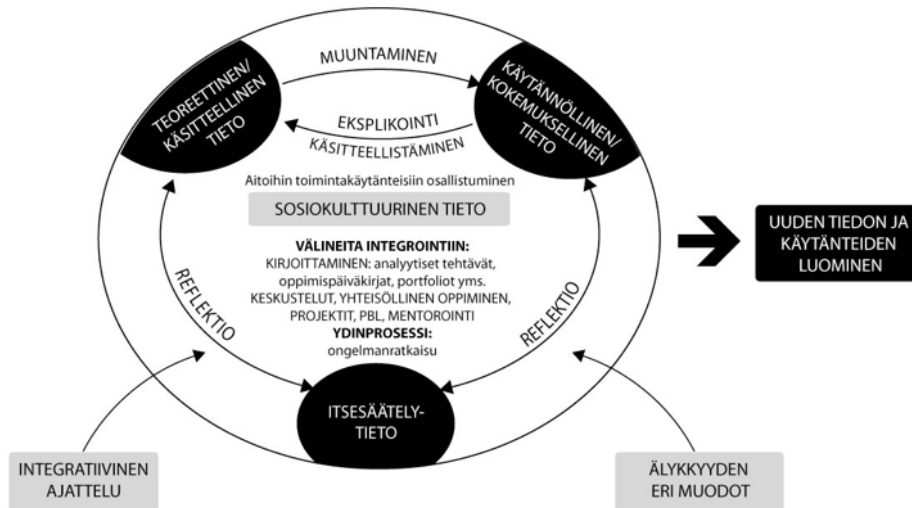 TEOREETTINEN/
KÄSITTEELLINEN
TIETO
MUUNTAMINEN
KÄYTÄNNÖLLINEN/
KOKEMUKSELLINEN
TIETO
EKSPLIKOINTI
KÄSITTEELLISTÄMINEN
Aitoihin toimintakäytänteisiin osallistuminen
SOSIOKULTTUURINEN TIETO
VÄLINEITA INTEGROINTIIN:
KIRJOITTAMINEN: analyytiset tehtävät,
oppimispäiväkirjat, portfoliot yms.
KESKUSTELUT, YHTEISÖLLINEN OPPIMINEN,
PROJEKTIT, PBL, MENTOROINTI
YDINPROSESSI:
ongelmanratkaisu
REFLEKTIO
REFLEKTIO
ITSESÄÄTELY-
TIETO
UUDEN TIEDON JA
KÄYTÄNTEIDEN
LUOMINEN
INTEGRATIIVINEN
AJATTELU
ÄLYKKYYDEN
ERI MUODOT